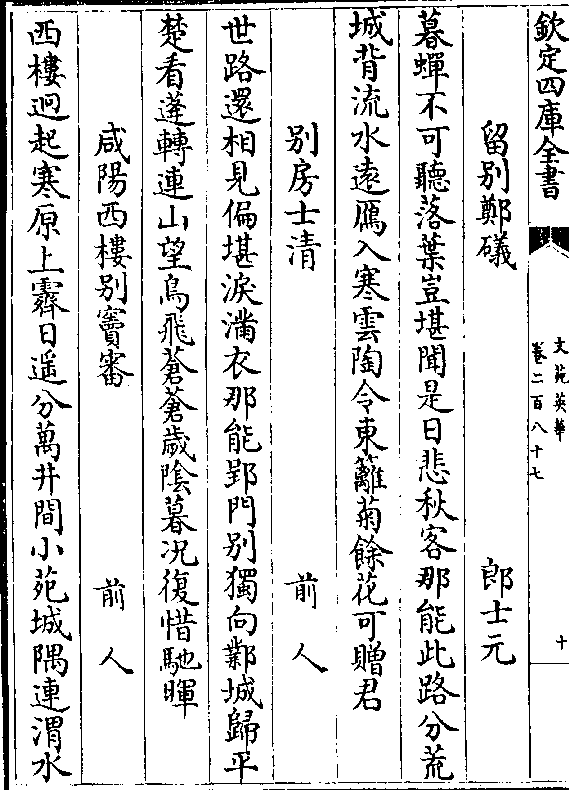 欽定四庫全書
文苑英華
卷二百八十七
十
留别鄭礒 郎士元
暮蟬不可聽落葉豈堪聞是日悲秋客那能此路分荒
城背流水遠鴈入寒雲陶令東籬菊餘花可贈君
别房士清 前人
世路還相見偏堪淚滿衣那能郢門别獨向鄴城歸平
楚看蓬轉連山望鳥飛蒼蒼歲陰暮况復惜馳暉
咸陽西樓别竇審 前人
西樓迥起寒原上霽日遥分萬井間小苑城隅連渭水